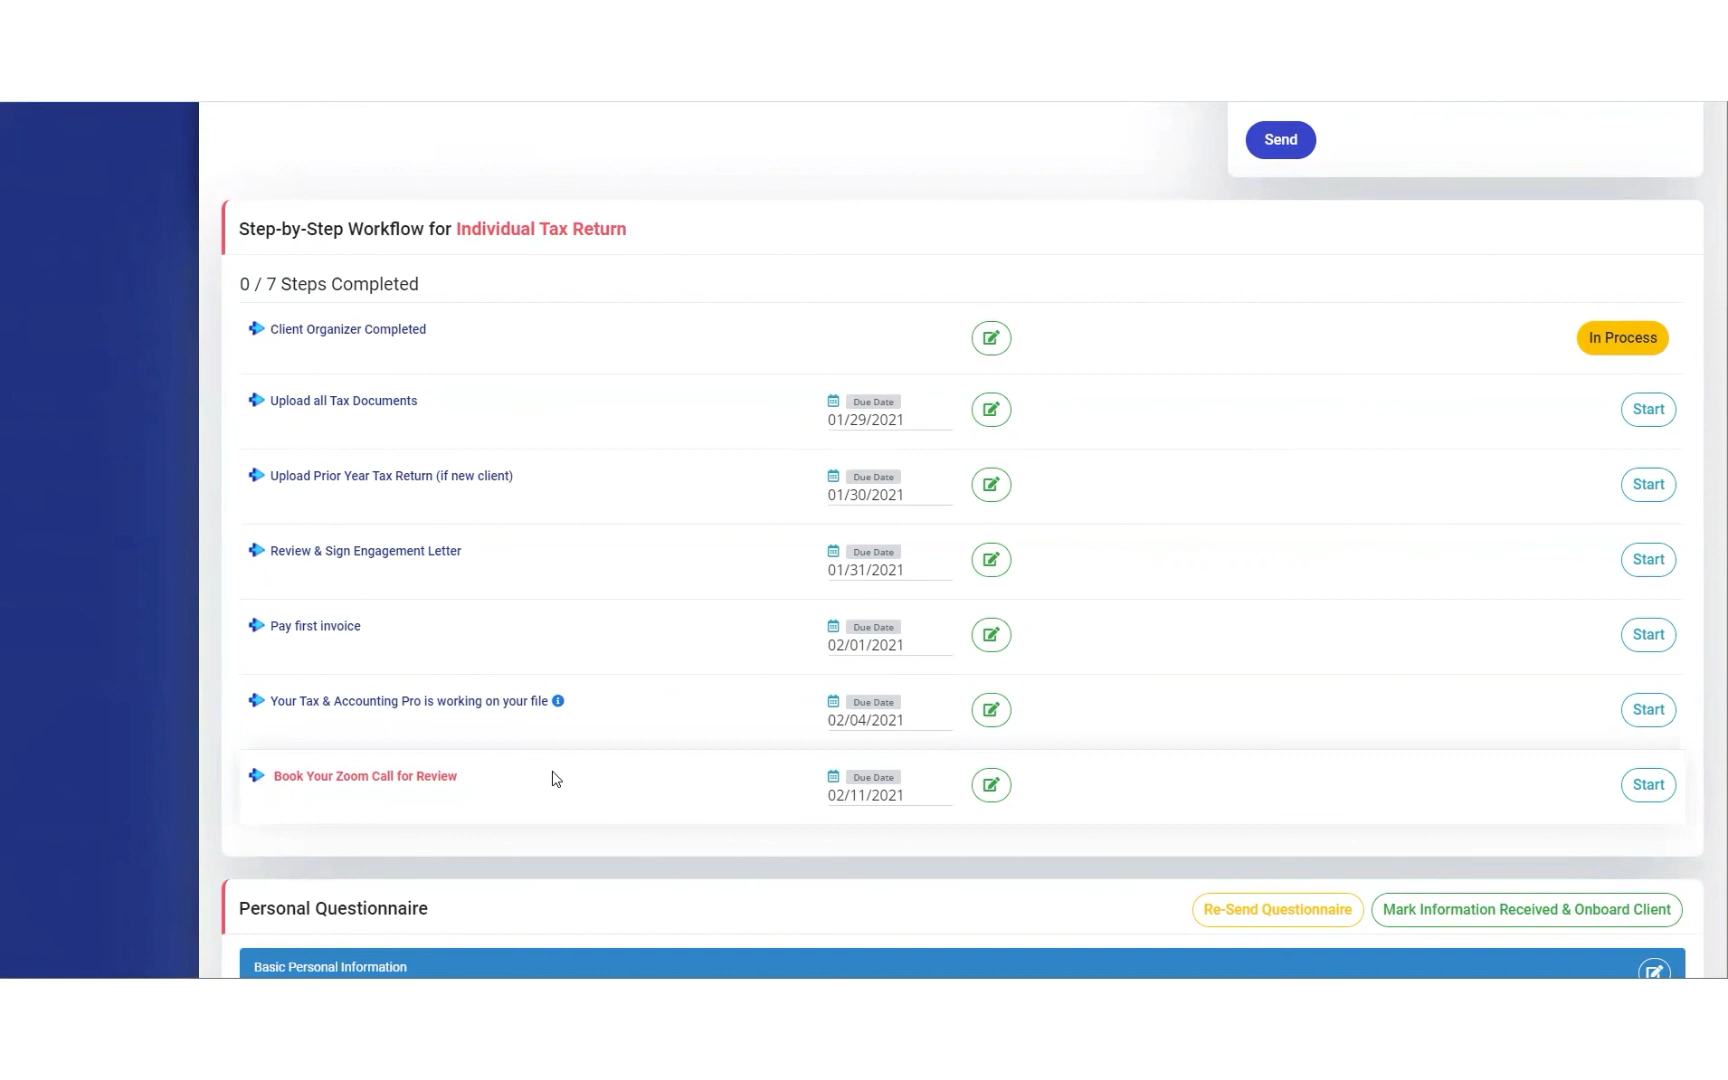 Send
Step-by-Step Workflow for Individual Tax Return
0 / 7 Steps Completed
Client Organizer Completed
In Process
Upload all Tax Documents
Due Date
01/29/2021
Start
Upload Prior Year Tax Return (if new client)
Due Date
01/30/2021
Start
Review & Sign Engagement Letter
Due Date
01/31/2021
Start
Pay first invoice
Due Date
02/01/2021
Start
Your Tax & Accounting Pro is working on your file
Due Date
02/04/2021
Start
Book Your Zoom Call for Review
Due Date
02/11/2021
Start
Personal Questionnaire
Re-Send Questionnaire
Mark Information Received & Onboard Client
Basic Personal Information